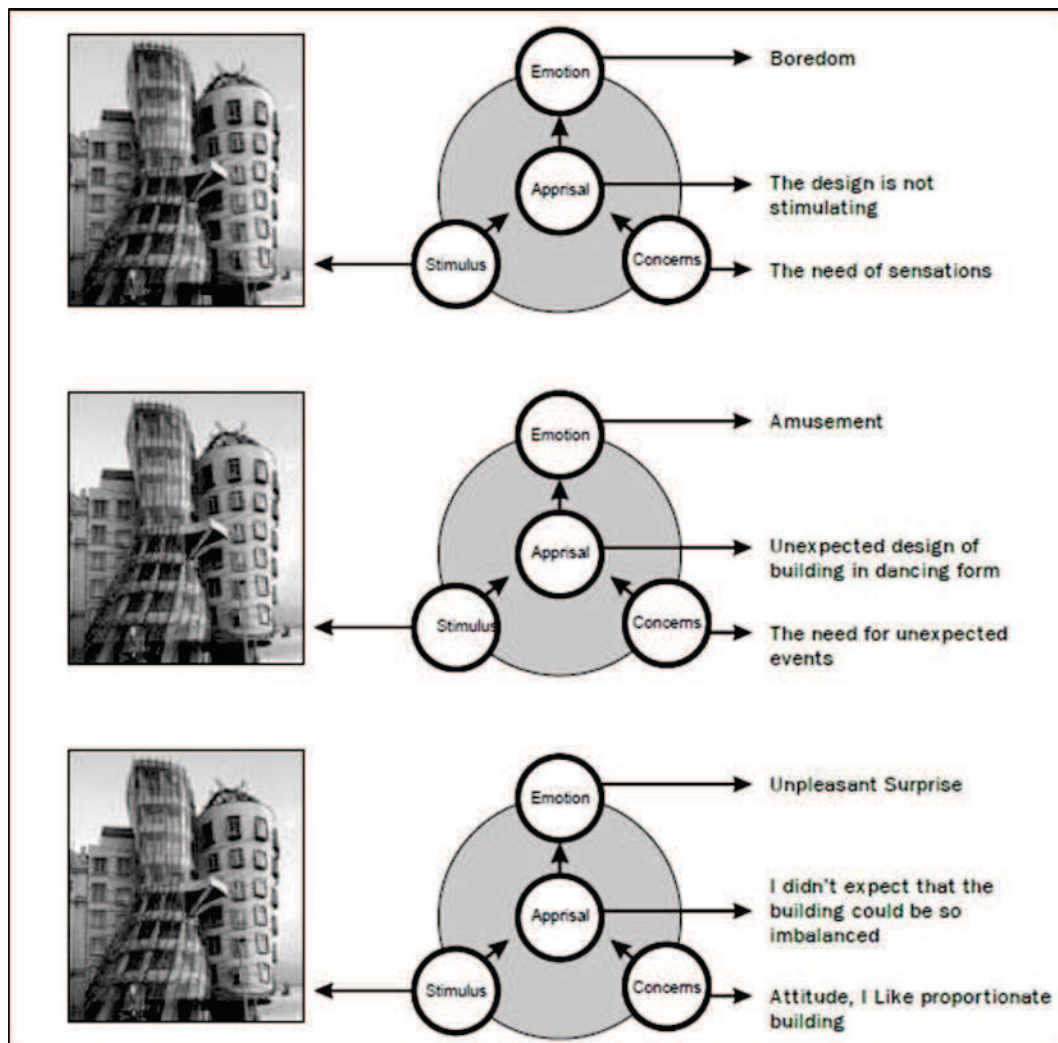 Emotion
Boredom
Apprisal
The design is not
stimulating
Stimulus
Concerns
The need of sensations
Emotion
Amusement
Apprisal
Unexpected design of
building in dancing form
Stimulus
Concerns
The need for unexpected
events
Emotion
Unpleasant Surprise
Apprisal
I didn't expect that the
building could be so
imbalanced
Stimulus
Concerns
Attitude, I Like proportionate
building